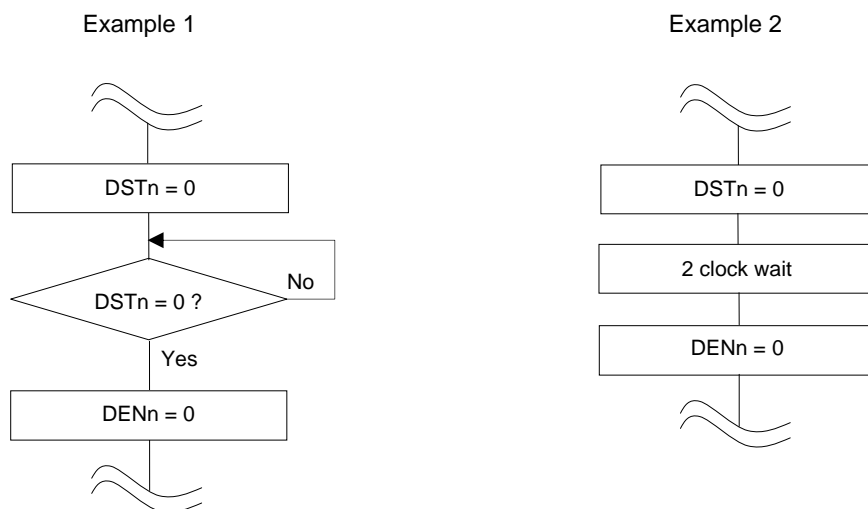 Example 1
DSTn = 0
DSTn = 0 ?
No
Yes
DENn = 0
Example 2
DSTn = 0
2 clock wait
DENn = 0